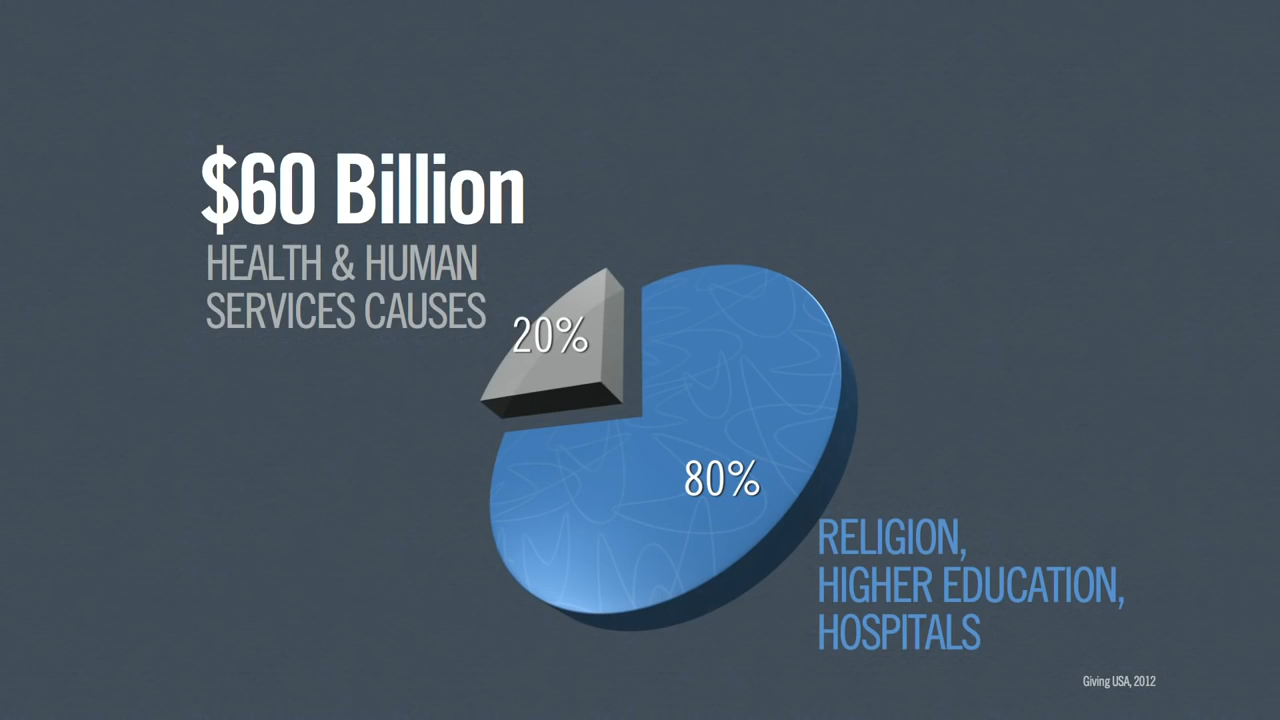 $60 Billion
HEALTH & HUMAN
SERVICES CAUSES
20%
80%
RELIGION,
HIGHER EDUCATION,
HOSPITALS
Giving USA, 2012